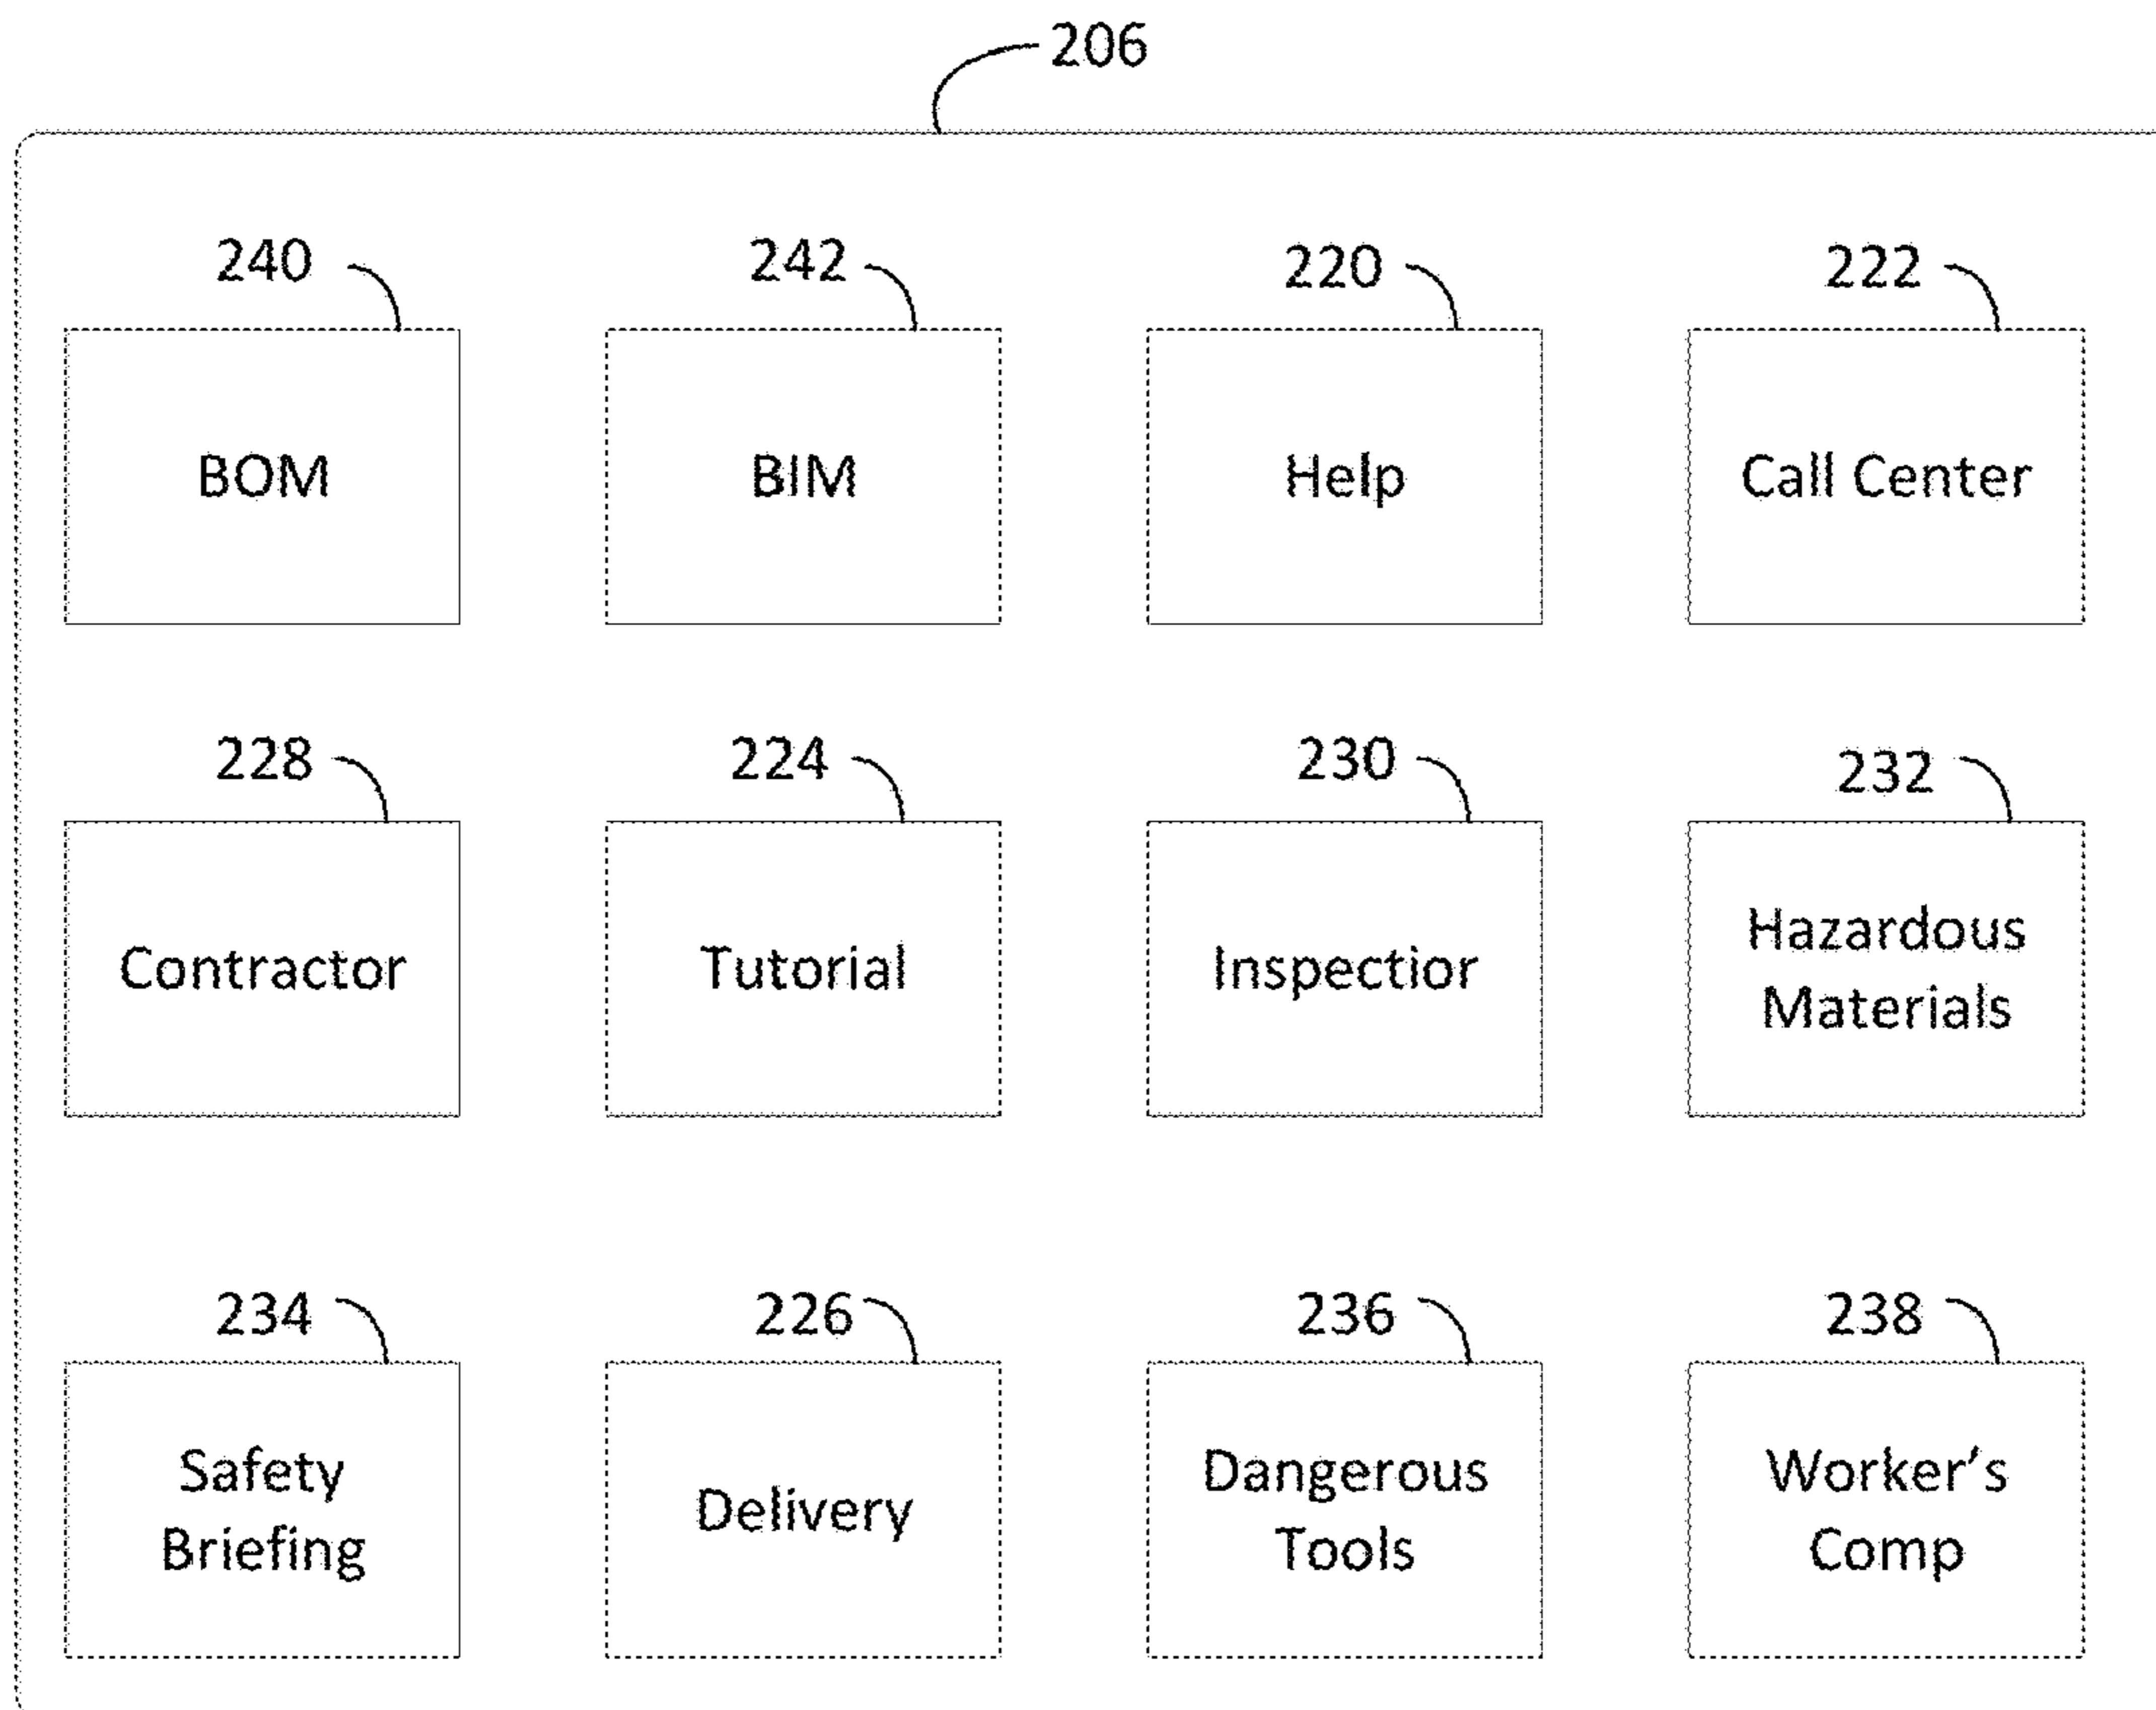 206
240
242
220
222
BOM
BIM
Help
Call Center
228
224
230
232
Contractor
Tutorial
Inspectior
Hazardous
Materials
234
226
236
238
Safety
Briefing
Delivery
Dangerous
Tools
Worker's
Comp